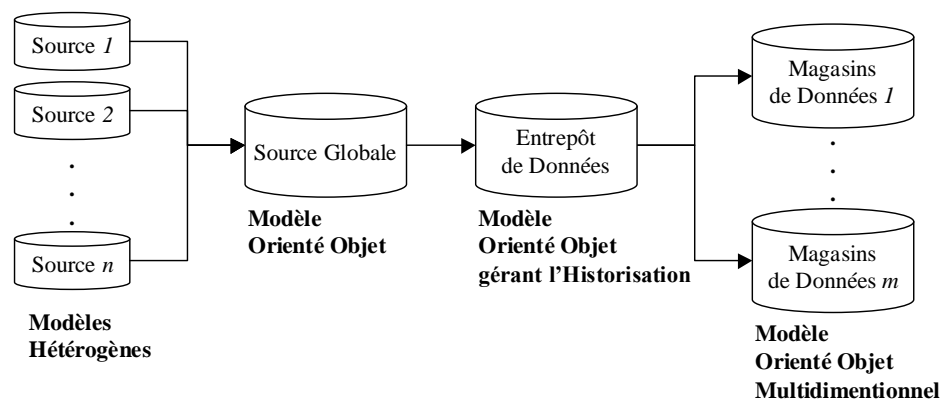 Source 1
Source 2
.
.
.
Source n
Modèles
Hétérogènes
Source Globale
Modèle
Orienté Objet
Entrepôt
de Données
Modèle
Orienté Objet
gérant l'Historisation
Magasins
de Données 1
.
.
.
Magasins
de Données m
Modèle
Orienté Objet
Multidimentionnel